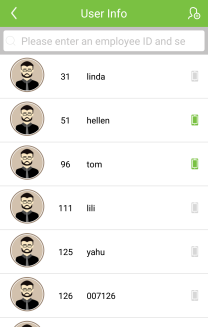 User Info
Please enter an employee ID and se
31 linda
51 hellen
96 tom
111 lili
125 yahu
126 007126